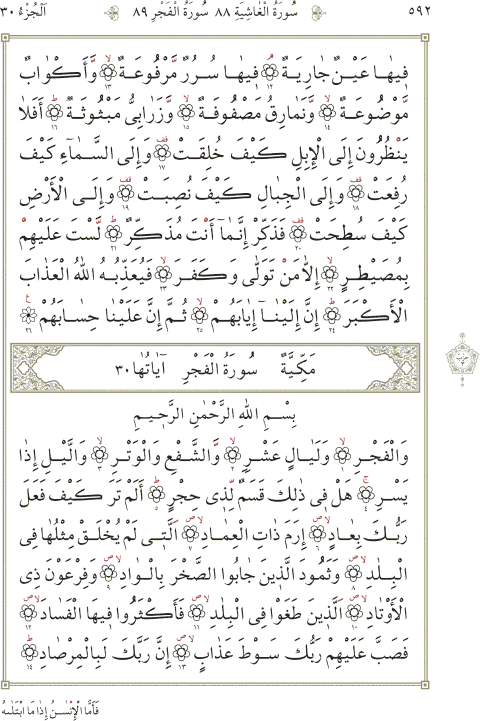 ٥٩٢ سُورَةُ الْغَاشِيَةِ ٨٨ سُورَةُ الْفَجْرِ ٨٩ اَلْجُزْءُ ٣٠
فِيهَا عَيْنٌ جَارِيَةٌ ١٢ فِيهَا سُرُرٌ مَّرْفُوعَةٌ ١٣ وَّأَكْوَابٌ
مَّوْضُوعَةٌ ١٤ وَّنَمَارِقُ مَصْفُوفَةٌ ١٥ وَّزَرَابِيُّ مَبْثُوثَةٌ ١٦ أَفَلَا
يَنْظُرُونَ إِلَى الْإِبِلِ كَيْفَ خُلِقَتْ ١٧ وَإِلَى السَّمَاءِ كَيْفَ
رُفِعَتْ ١٨ وَإِلَى الْجِبَالِ كَيْفَ نُصِبَتْ ١٩ وَإِلَى الْأَرْضِ
كَيْفَ سُطِحَتْ ٢٠ فَذَكِّرْ إِنَّمَا أَنْتَ مُذَكِّرٌ ٢١ لَّسْتَ عَلَيْهِمْ
بِمُصَيْطِرٍ ٢٢ إِلَّا مَنْ تَوَلَّى وَكَفَرَ ٢٣ فَيُعَذِّبُهُ اللهُ الْعَذَابَ
الْأَكْبَرَ ٢٤ إِنَّ إِلَيْنَا إِيَابَهُمْ ٢٥ ثُمَّ إِنَّ عَلَيْنَا حِسَابَهُمْ ٢٦
مَكِّيَّةٌ سُورَةُ الْفَجْرِ آيَاتُهَا ٣٠
بِسْمِ اللهِ الرَّحْمٰنِ الرَّحِيمِ
وَالْفَجْرِ ١ وَلَيَالٍ عَشْرٍ ٢ وَّالشَّفْعِ وَالْوَتْرِ ٣ وَالَّيْلِ إِذَا
يَسْرِ ٤ هَلْ فِي ذٰلِكَ قَسَمٌ لِّذِي حِجْرٍ ٥ أَلَمْ تَرَ كَيْفَ فَعَلَ
رَبُّكَ بِعَادٍ ٦ إِرَمَ ذَاتِ الْعِمَادِ ٧ الَّتِي لَمْ يُخْلَقْ مِثْلُهَا فِي
الْبِلَادِ ٨ وَثَمُودَ الَّذِينَ جَابُوا الصَّخْرَ بِالْوَادِ ٩ وَفِرْعَوْنَ ذِي
الْأَوْتَادِ ١٠ الَّذِينَ طَغَوْا فِي الْبِلَادِ ١١ فَأَكْثَرُوا فِيهَا الْفَسَادَ ١٢
فَصَبَّ عَلَيْهِمْ رَبُّكَ سَوْطَ عَذَابٍ ١٣ إِنَّ رَبَّكَ لَبِالْمِرْصَادِ ١٤
فَأَمَّا الْإِنْسٰنُ إِذَا مَا ابْتَلٰىهُ